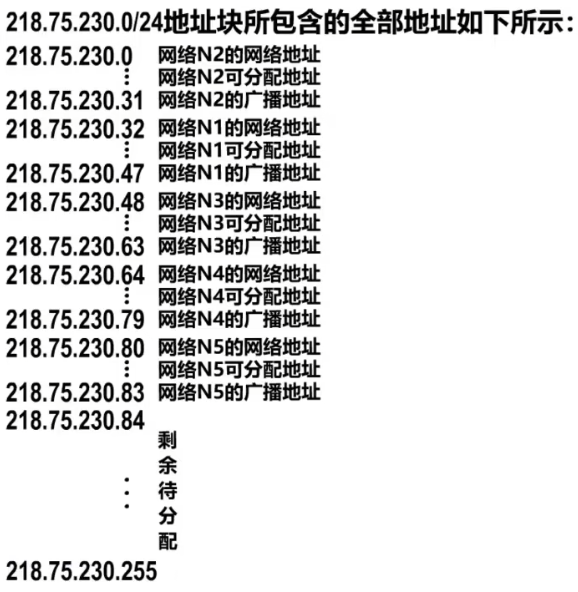 218.75.230.0/24地址块所包含的全部地址如下所示：
218.75.230.0 网络N2的网络地址
⋮ 网络N2可分配地址
218.75.230.31 网络N2的广播地址
218.75.230.32 网络N1的网络地址
⋮ 网络N1可分配地址
218.75.230.47 网络N1的广播地址
218.75.230.48 网络N3的网络地址
⋮ 网络N3可分配地址
218.75.230.63 网络N3的广播地址
218.75.230.64 网络N4的网络地址
⋮ 网络N4可分配地址
218.75.230.79 网络N4的广播地址
218.75.230.80 网络N5的网络地址
⋮ 网络N5可分配地址
218.75.230.83 网络N5的广播地址
218.75.230.84
剩
余
⋮ 待
分
配
218.75.230.255